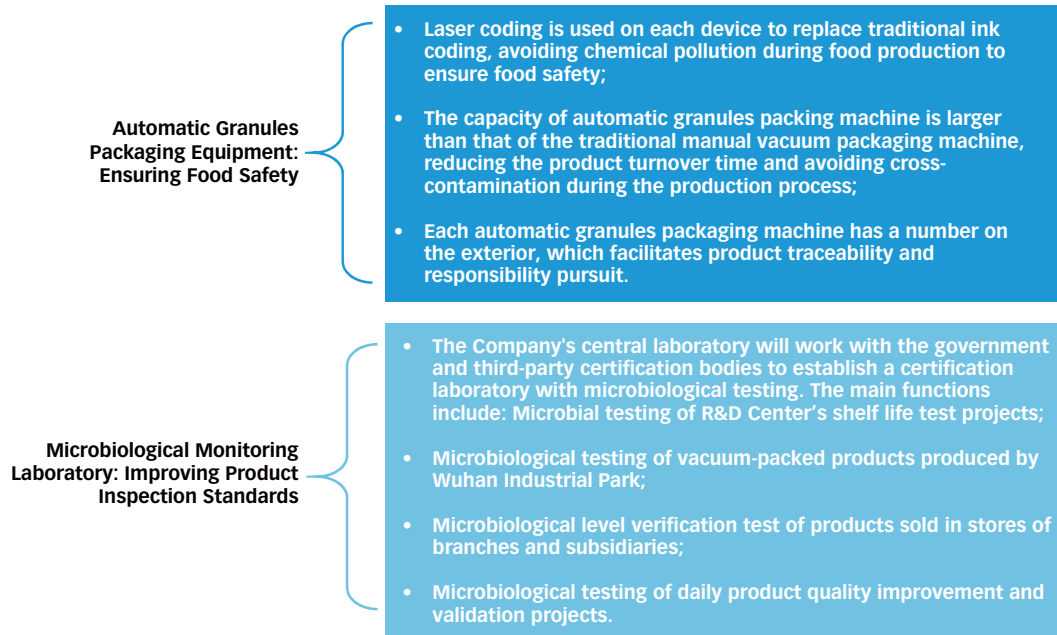 Automatic Granules
Packaging Equipment:
Ensuring Food Safety
• Laser coding is used on each device to replace traditional ink
coding, avoiding chemical pollution during food production to
ensure food safety;
• The capacity of automatic granules packing machine is larger
than that of the traditional manual vacuum packaging machine,
reducing the product turnover time and avoiding cross-
contamination during the production process;
• Each automatic granules packaging machine has a number on
the exterior, which facilitates product traceability and
responsibility pursuit.
Microbiological Monitoring
Laboratory: Improving Product
Inspection Standards
• The Company's central laboratory will work with the government
and third-party certification bodies to establish a certification
laboratory with microbiological testing. The main functions
include: Microbial testing of R&D Center’s shelf life test projects;
• Microbiological testing of vacuum-packed products produced by
Wuhan Industrial Park;
• Microbiological level verification test of products sold in stores of
branches and subsidiaries;
• Microbiological testing of daily product quality improvement and
validation projects.